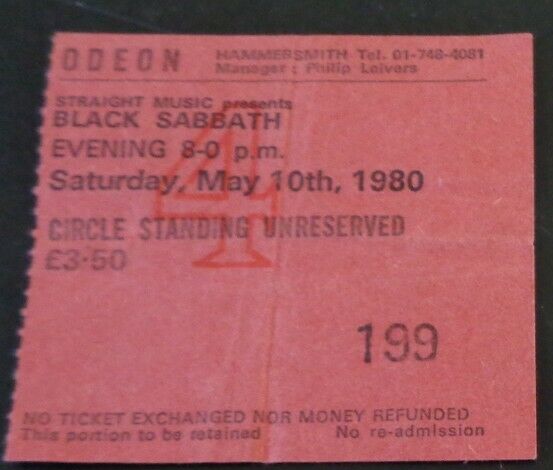 ODEON HAMMERSMITH Tel. 01-748-4081
Manager : Philip Leivers
STRAIGHT MUSIC presents
BLACK SABBATH
EVENING 8-0 p.m.
Saturday, May 10th, 1980
4
CIRCLE STANDING UNRESERVED
£3·50
199
NO TICKET EXCHANGED NOR MONEY REFUNDED
This portion to be retained No re-admission